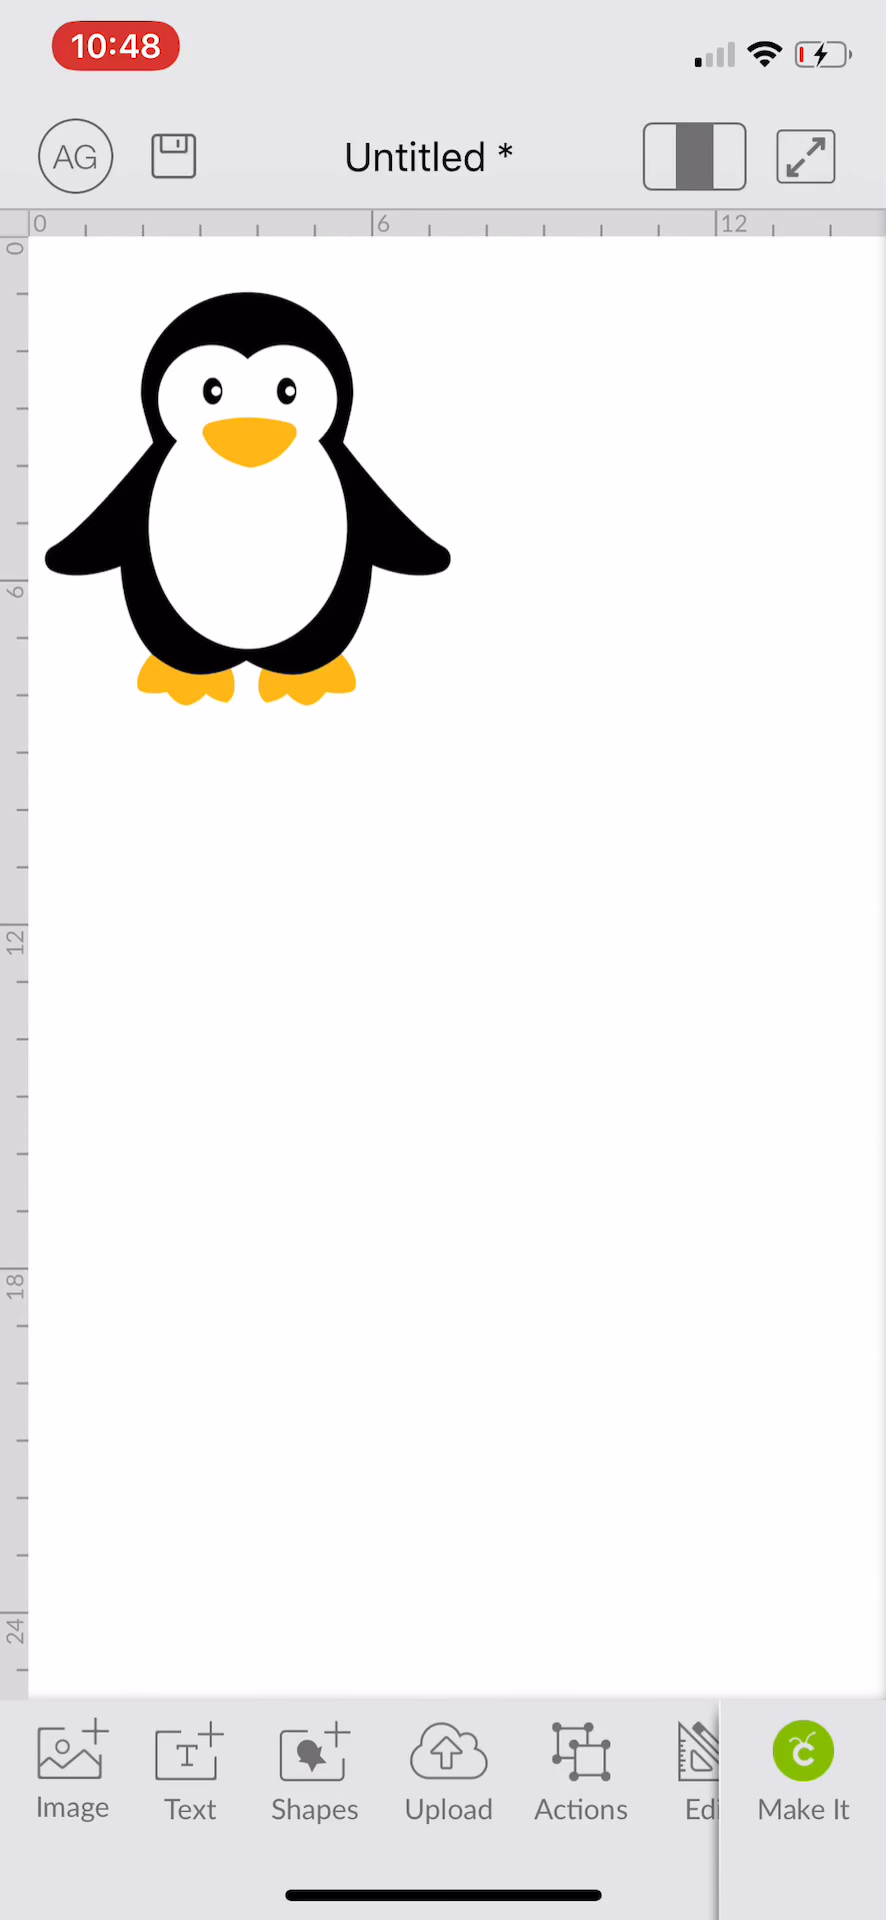 10:48
AG
Untitled *
0
6
12
0
6
12
18
24
T
Image
Text
Shapes
Upload
Actions
Edi
Make It